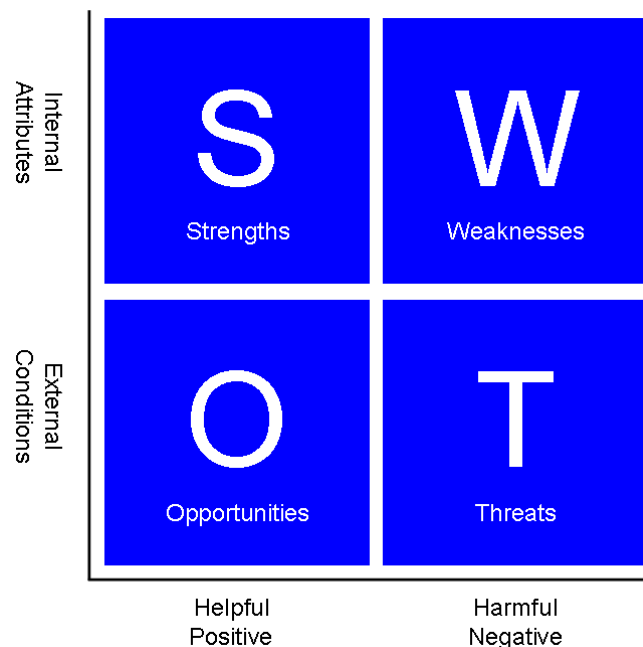 Internal
Attributes
S
Strengths
W
Weaknesses
External
Conditions
O
Opportunities
T
Threats
Helpful
Positive
Harmful
Negative